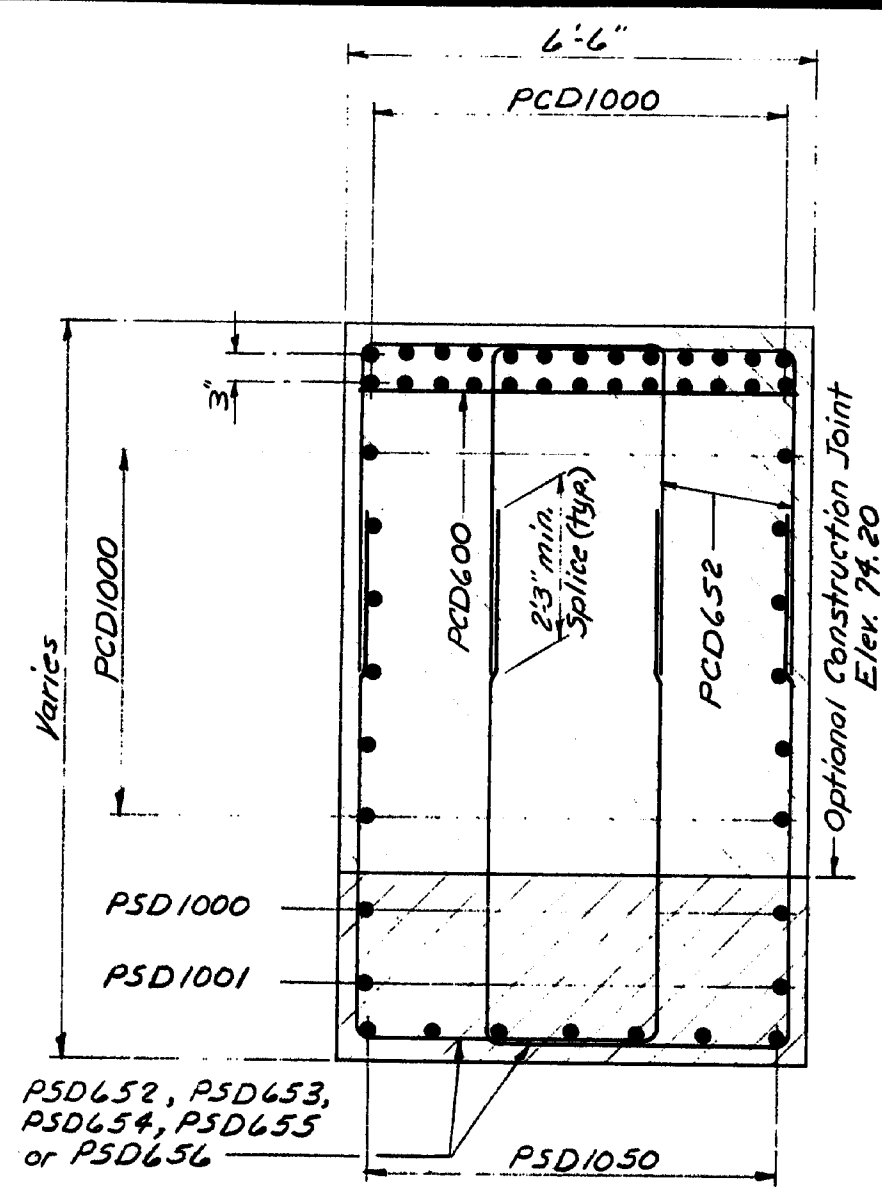 6'-6"
PCD1000
3"
PCD1000
PCD600
2'3" min.
Splice (typ.)
PCD652
Optional Construction Joint
Elev. 74.20
Varies
PSD1000
PSD1001
PSD652, PSD653,
PSD654, PSD655
or PSD656
PSD1050